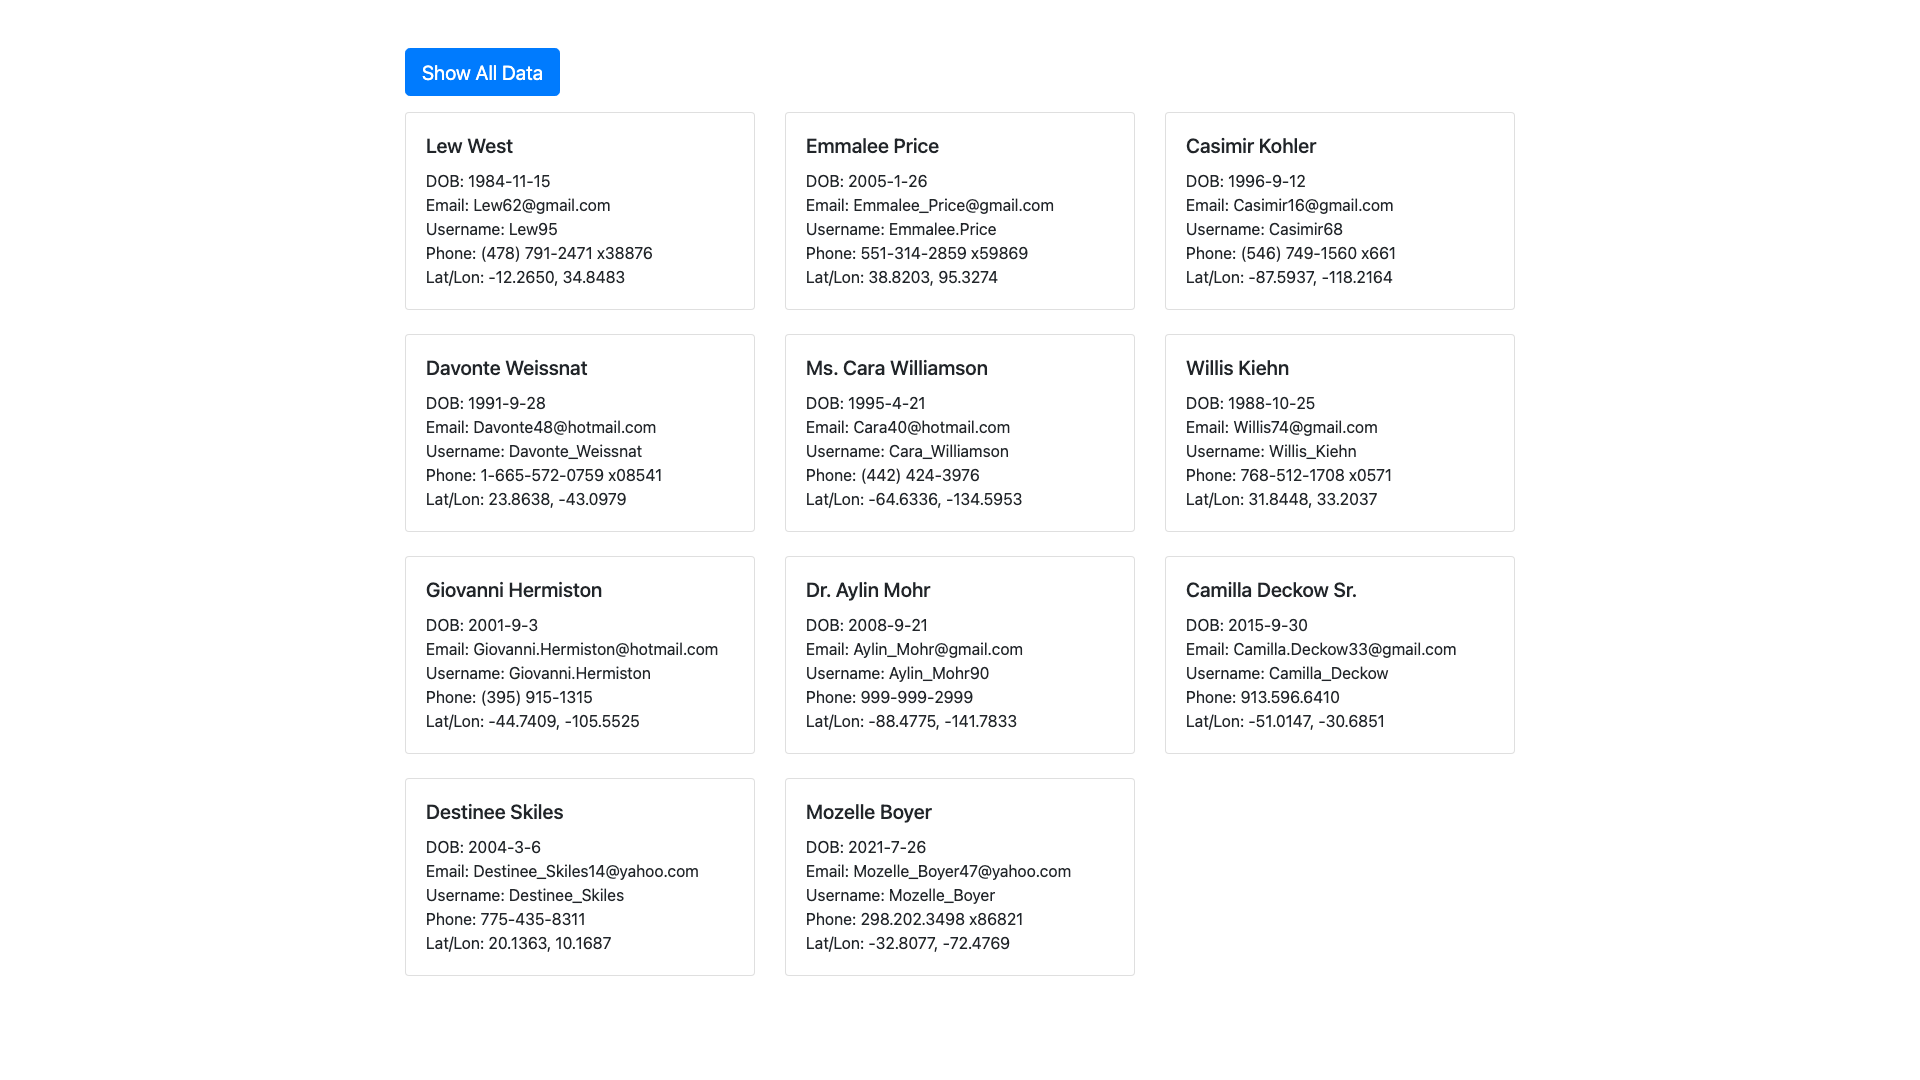 Show All Data
Lew West
DOB: 1984-11-15
Email: Lew62@gmail.com
Username: Lew95
Phone: (478) 791-2471 x38876
Lat/Lon: -12.2650, 34.8483
Emmalee Price
DOB: 2005-1-26
Email: Emmalee_Price@gmail.com
Username: Emmalee.Price
Phone: 551-314-2859 x59869
Lat/Lon: 38.8203, 95.3274
Casimir Kohler
DOB: 1996-9-12
Email: Casimir16@gmail.com
Username: Casimir68
Phone: (546) 749-1560 x661
Lat/Lon: -87.5937, -118.2164
Davonte Weissnat
DOB: 1991-9-28
Email: Davonte48@hotmail.com
Username: Davonte_Weissnat
Phone: 1-665-572-0759 x08541
Lat/Lon: 23.8638, -43.0979
Ms. Cara Williamson
DOB: 1995-4-21
Email: Cara40@hotmail.com
Username: Cara_Williamson
Phone: (442) 424-3976
Lat/Lon: -64.6336, -134.5953
Willis Kiehn
DOB: 1988-10-25
Email: Willis74@gmail.com
Username: Willis_Kiehn
Phone: 768-512-1708 x0571
Lat/Lon: 31.8448, 33.2037
Giovanni Hermiston
DOB: 2001-9-3
Email: Giovanni.Hermiston@hotmail.com
Username: Giovanni.Hermiston
Phone: (395) 915-1315
Lat/Lon: -44.7409, -105.5525
Dr. Aylin Mohr
DOB: 2008-9-21
Email: Aylin_Mohr@gmail.com
Username: Aylin_Mohr90
Phone: 999-999-2999
Lat/Lon: -88.4775, -141.7833
Camilla Deckow Sr.
DOB: 2015-9-30
Email: Camilla.Deckow33@gmail.com
Username: Camilla_Deckow
Phone: 913.596.6410
Lat/Lon: -51.0147, -30.6851
Destinee Skiles
DOB: 2004-3-6
Email: Destinee_Skiles14@yahoo.com
Username: Destinee_Skiles
Phone: 775-435-8311
Lat/Lon: 20.1363, 10.1687
Mozelle Boyer
DOB: 2021-7-26
Email: Mozelle_Boyer47@yahoo.com
Username: Mozelle_Boyer
Phone: 298.202.3498 x86821
Lat/Lon: -32.8077, -72.4769